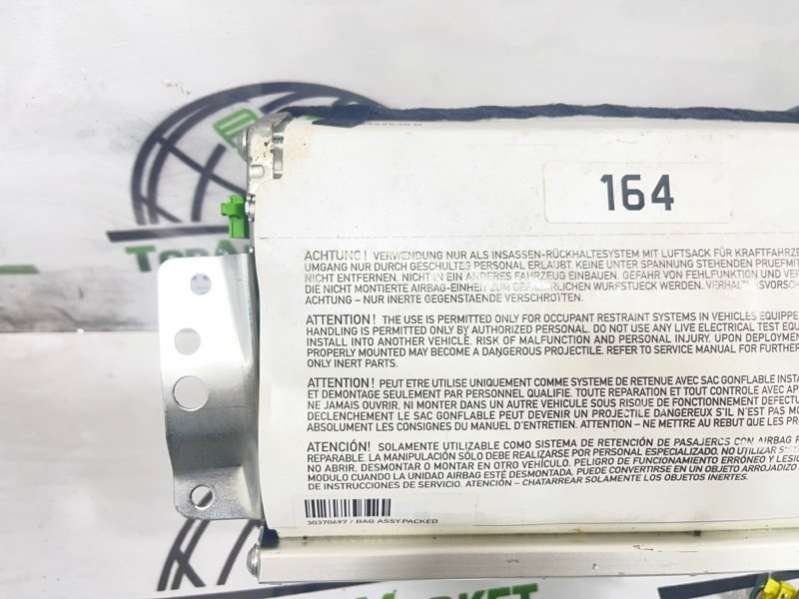 164
ACHTUNG! VERWENDUNG NUR ALS INSASSEN-RÜCKHALTESYSTEM MIT LUFTSACK FÜR KRAFTFAHRZE
UMGANG NUR DURCH GESCHULTES PERSONAL ERLAUBT. KEINE UNTER SPANNUNG STEHENDEN PRUEFMIT
NICHT ENTFERNEN. NICHT IN EIN ANDERES FAHRZEUG EINBAUEN. GEFAHR VON FEHLFUNKTION UND VE
DIE NICHT MONTIERTE AIRBAG-EINHEIT ZUM GEFÄHRLICHEN WURFSTUECK WERDEN. VERHALTNSVORSCH
ACHTUNG – NUR INERTE GEGENSTAENDE VERSCHROTTEN.
ATTENTION! THE USE IS PERMITTED ONLY FOR OCCUPANT RESTRAINT SYSTEMS IN VEHICLES EQUIPPE
HANDLING IS PERMITTED ONLY BY AUTHORIZED PERSONAL. DO NOT USE ANY LIVE ELECTRICAL TEST EQU
INSTALL INTO ANOTHER VEHICLE. RISK OF MALFUNCTION AND PERSONAL INJURY. UPON DEPLOYMEN
PROPERLY MOUNTED MAY BECOME A DANGEROUS PROJECTILE. REFER TO SERVICE MANUAL FOR FURTHER
ONLY INERT PARTS.
ATTENTION! PEUT ÊTRE UTILISE UNIQUEMENT COMME SYSTEME DE RETENUE AVEC SAC GONFLABLE INSTA
ET DEMONTAGE SEULEMENT PAR PERSONNEL QUALIFIE. TOUTE REPARATION ET TOUT CONTROLE AVEC AP
NE JAMAIS OUVRIR, NI MONTER DANS UN AUTRE VEHICULE SOUS RISQUE DE FONCTIONNEMENT DEFECTU
DECLENCHEMENT LE SAC GONFLABLE PEUT DEVENIR UN PROJECTILE DANGEREUX S'IL N'EST PAS MO
ABSOLUMENT LES CONSIGNES DU MANUEL D'ENTRETIEN. ATTENTION – NE METTRE AU REBUT QUE LES P
ATENCIÓN! SOLAMENTE UTILIZABLE COMO SISTEMA DE RETENCIÓN DE PASAJEROS CON AIRBAG P
REPARABLE. LA MANIPULACIÓN SÓLO DEBE REALIZARSE POR PERSONAL ESPECIALIZADO. NO UTILIZAR
NO ABRIR, DESMONTAR O MONTAR EN OTRO VEHÍCULO. PELIGRO DE FUNCIONAMIENTO ERRÓNEO Y LESIO
MODULO CUANDO LA UNIDAD AIRBAG ESTÉ DESMONTADA, PUEDE CONVERTIRSE EN UN OBJETO ARROJADIZO
DE INSTRUCCIONES DE SERVICIO. ATENCIÓN – CHATARREAR SOLAMENTE LOS OBJETOS INERTES.
30370697 / BAG ASSY.PACKED